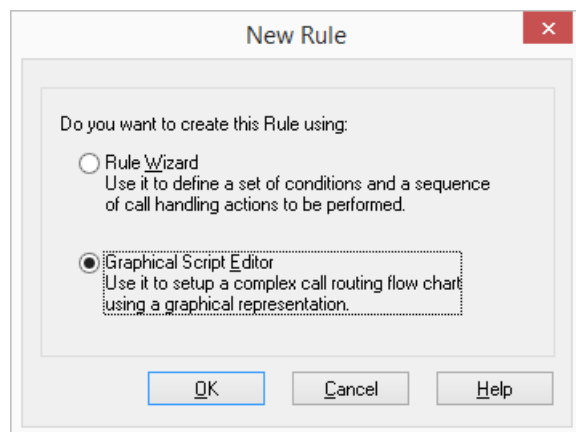 New Rule
Do you want to create this Rule using:
Rule Wizard
Use it to define a set of conditions and a sequence
of call handling actions to be performed.
Graphical Script Editor
Use it to setup a complex call routing flow chart
using a graphical representation.
OK Cancel Help